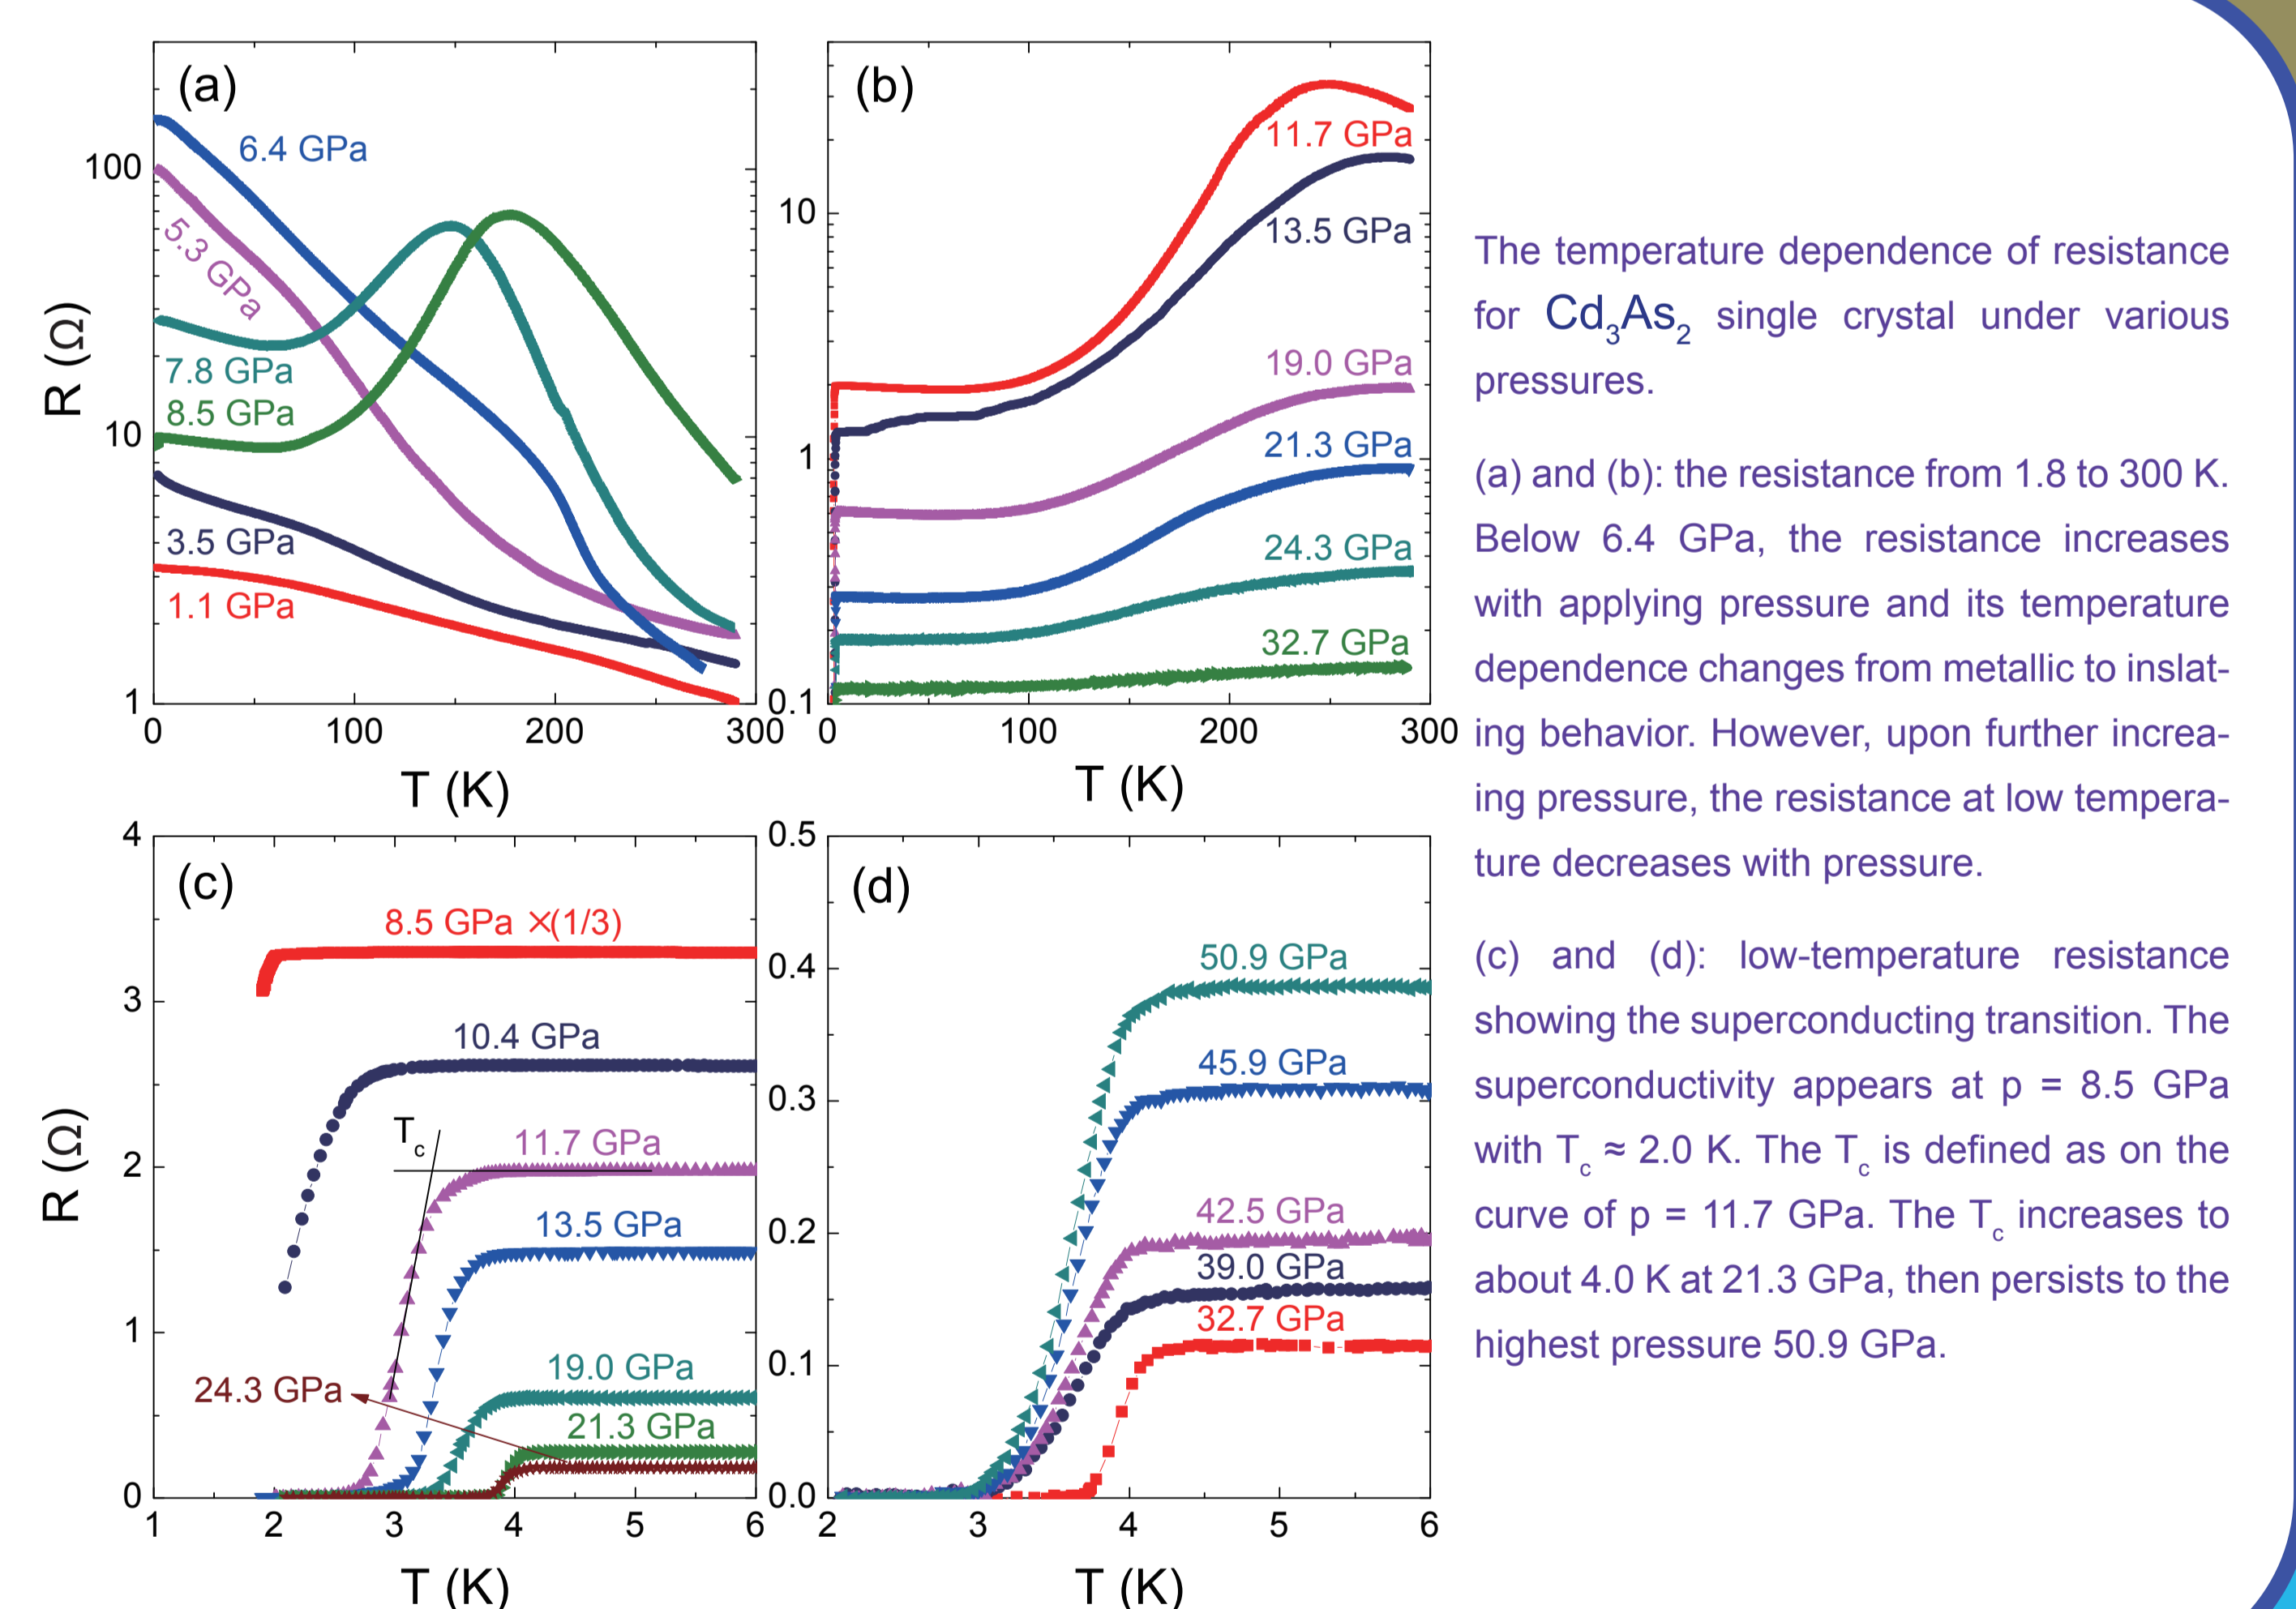 (a)
6.4 GPa
5.3 GPa
7.8 GPa
8.5 GPa
3.5 GPa
1.1 GPa
R (Ω)
100
10
1
0
100
200
300
T (K)
(b)
11.7 GPa
13.5 GPa
19.0 GPa
21.3 GPa
24.3 GPa
32.7 GPa
10
1
0.1
0
100
200
300
T (K)
(c)
8.5 GPa ×(1/3)
10.4 GPa
Tc
11.7 GPa
13.5 GPa
19.0 GPa
24.3 GPa
21.3 GPa
R (Ω)
4
3
2
1
0
1
2
3
4
5
6
T (K)
(d)
50.9 GPa
45.9 GPa
42.5 GPa
39.0 GPa
32.7 GPa
0.5
0.4
0.3
0.2
0.1
0.0
2
3
4
5
6
T (K)
The temperature dependence of resistance
for Cd3As2 single crystal under various
pressures.
(a) and (b): the resistance from 1.8 to 300 K.
Below 6.4 GPa, the resistance increases
with applying pressure and its temperature
dependence changes from metallic to inslat-
ing behavior. However, upon further increa-
ing pressure, the resistance at low tempera-
ture decreases with pressure.
(c) and (d): low-temperature resistance
showing the superconducting transition. The
superconductivity appears at p = 8.5 GPa
with Tc ≈ 2.0 K. The Tc is defined as on the
curve of p = 11.7 GPa. The Tc increases to
about 4.0 K at 21.3 GPa, then persists to the
highest pressure 50.9 GPa.